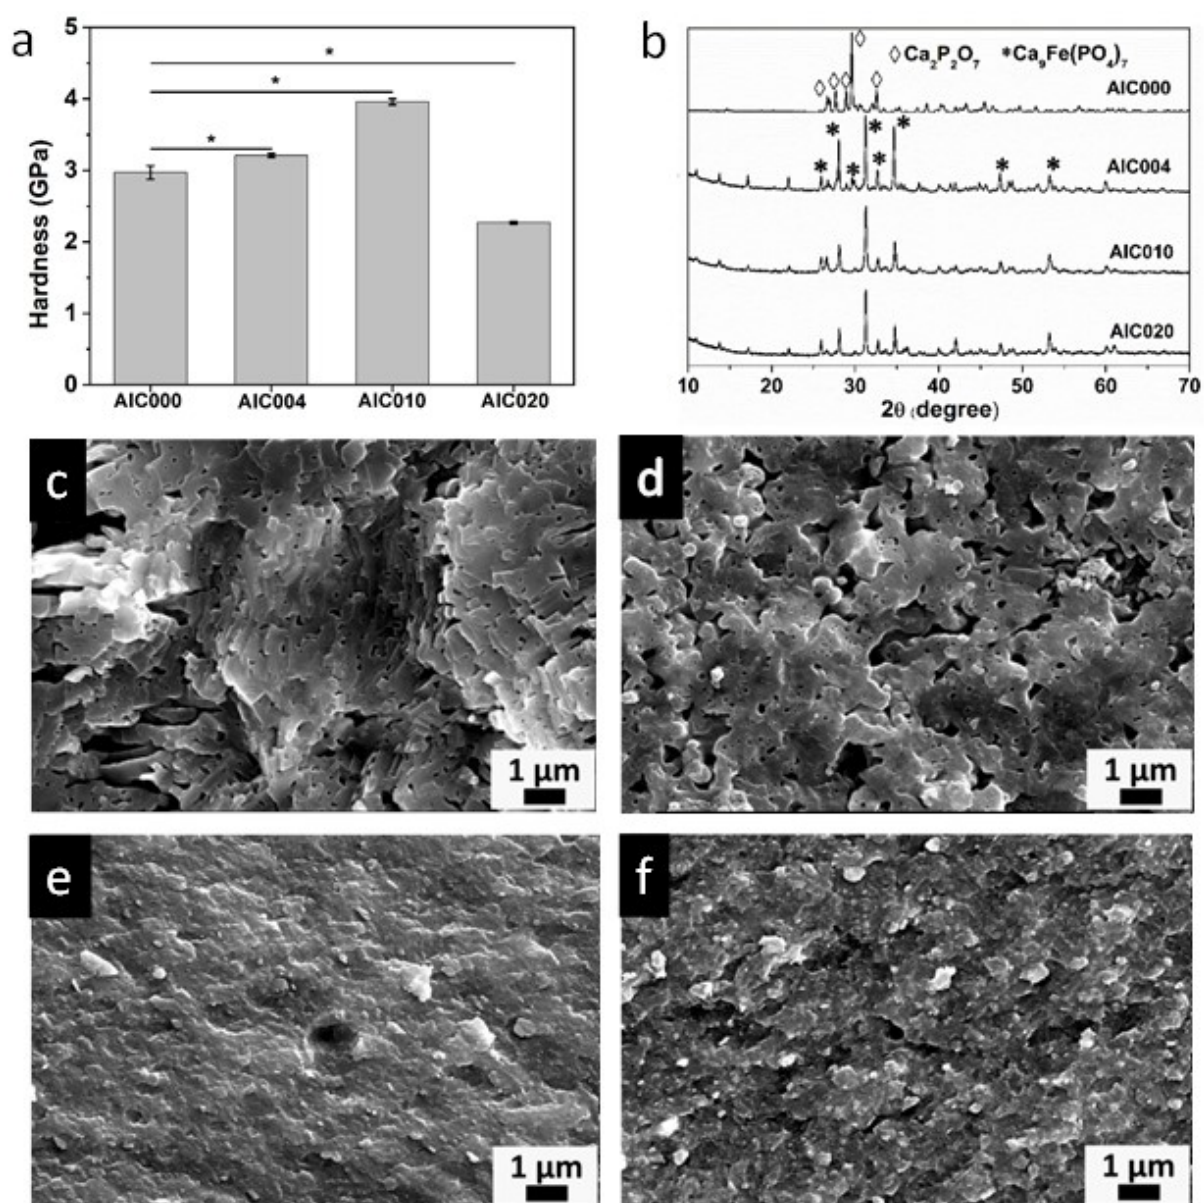 a
5
4
3
2
1
0
Hardness (GPa)
*
*
*
AIC000
AIC004
AIC010
AIC020
b
◊Ca₂P₂O₇ *Ca₉Fe(PO₄)₇
AIC000
AIC004
AIC010
AIC020
10 20 30 40 50 60 70
2θ (degree)
c
1 µm
d
1 µm
e
1 µm
f
1 µm